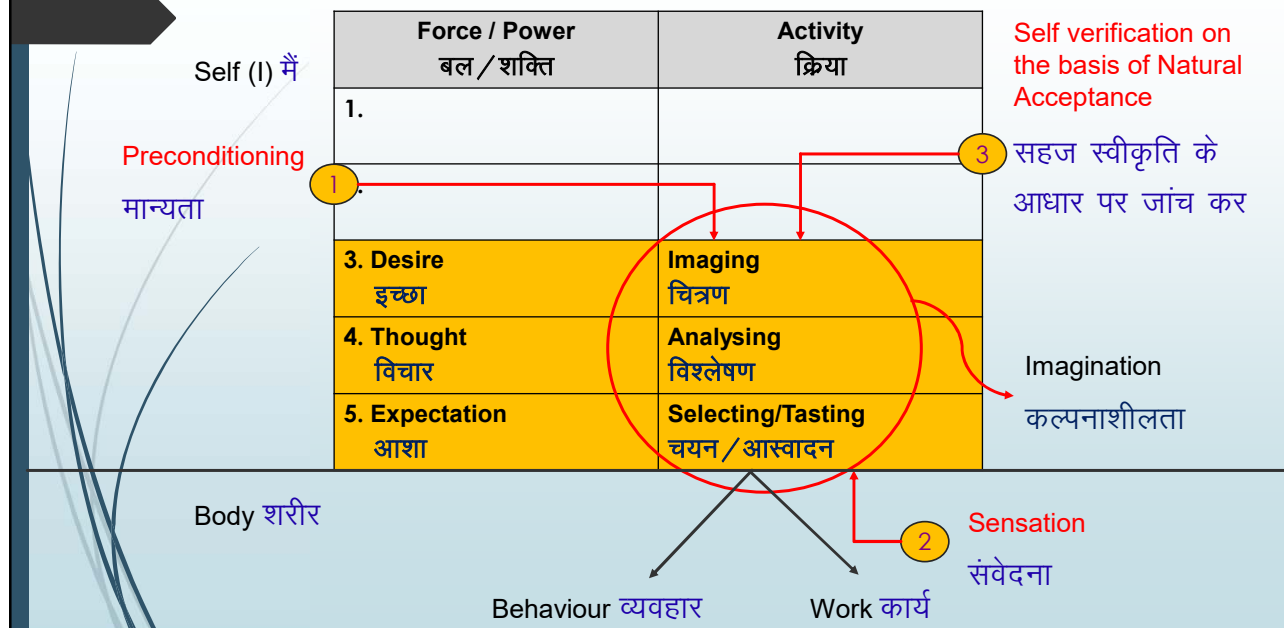 Self (I) मैं
Force / Power
बल ⁄ शक्ति
Activity
क्रिया
1.
.
3. Desire
इच्छा
Imaging
चित्रण
4. Thought
विचार
Analysing
विश्लेषण
5. Expectation
आशा
Selecting/Tasting
चयन ⁄ आस्वादन
Preconditioning
मान्यता
1
Self verification on
the basis of Natural
Acceptance
3
सहज स्वीकृति के
आधार पर जांच कर
Imagination
कल्पनाशीलता
Body शरीर
2
Sensation
संवेदना
Behaviour व्यवहार
Work कार्य